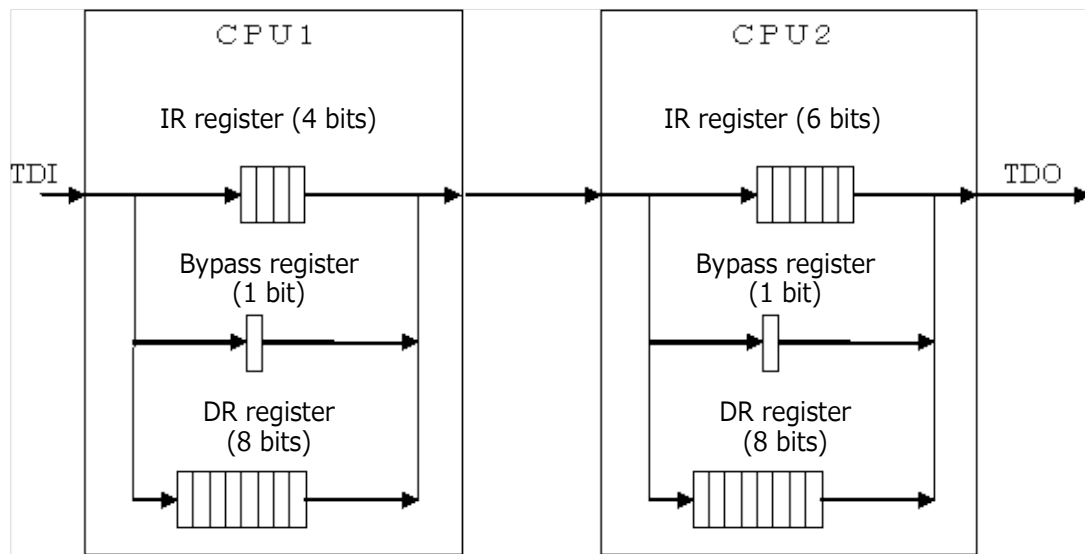 CPU1
CPU2
IR register (4 bits)
IR register (6 bits)
TDI
TDO
Bypass register
(1 bit)
Bypass register
(1 bit)
DR register
(8 bits)
DR register
(8 bits)